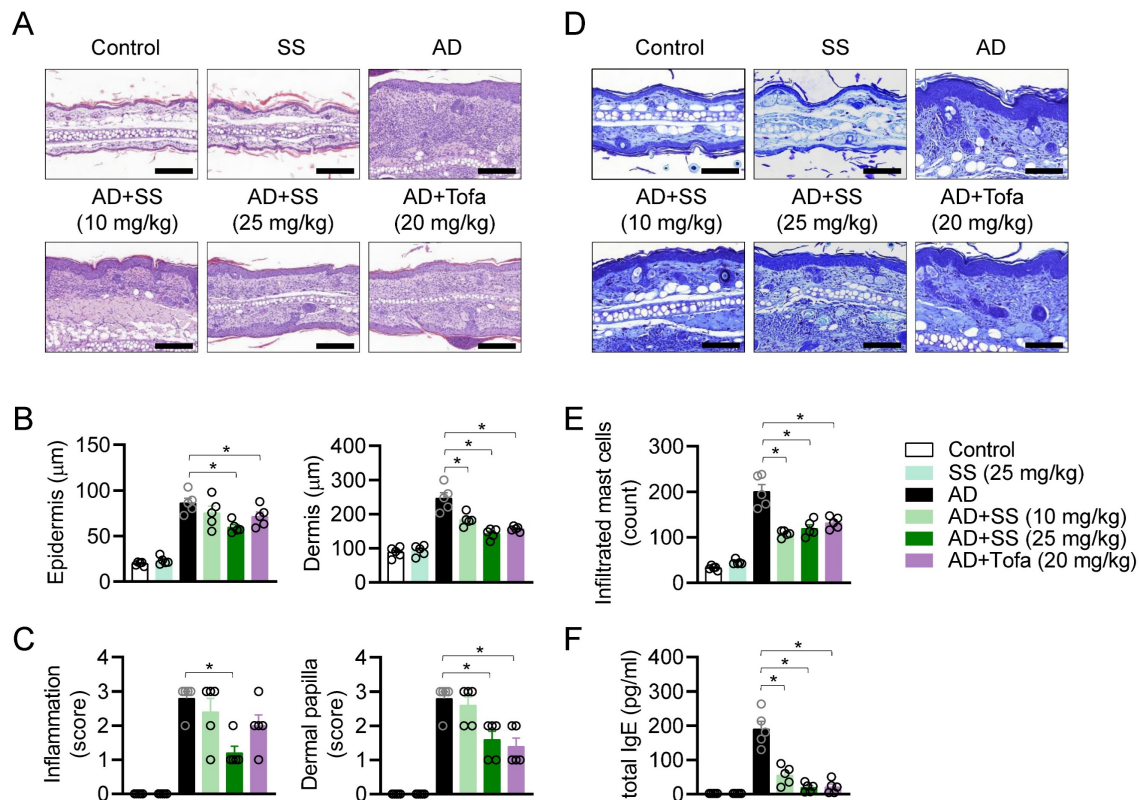 A
Control SS AD
AD+SS (10 mg/kg) AD+SS (25 mg/kg) AD+Tofa (20 mg/kg)
D
Control SS AD
AD+SS (10 mg/kg) AD+SS (25 mg/kg) AD+Tofa (20 mg/kg)
B
Epidermis (μm)
150
100
50
0
* *
Dermis (μm)
400
300
200
100
0
* * *
E
Infiltrated mast cells
(count)
300
200
100
0
* * *
Control
SS (25 mg/kg)
AD
AD+SS (10 mg/kg)
AD+SS (25 mg/kg)
AD+Tofa (20 mg/kg)
C
Inflammation
(score)
4
3
2
1
0
*
Dermal papilla
(score)
4
3
2
1
0
* *
F
total IgE (pg/ml)
400
300
200
100
0
* * *